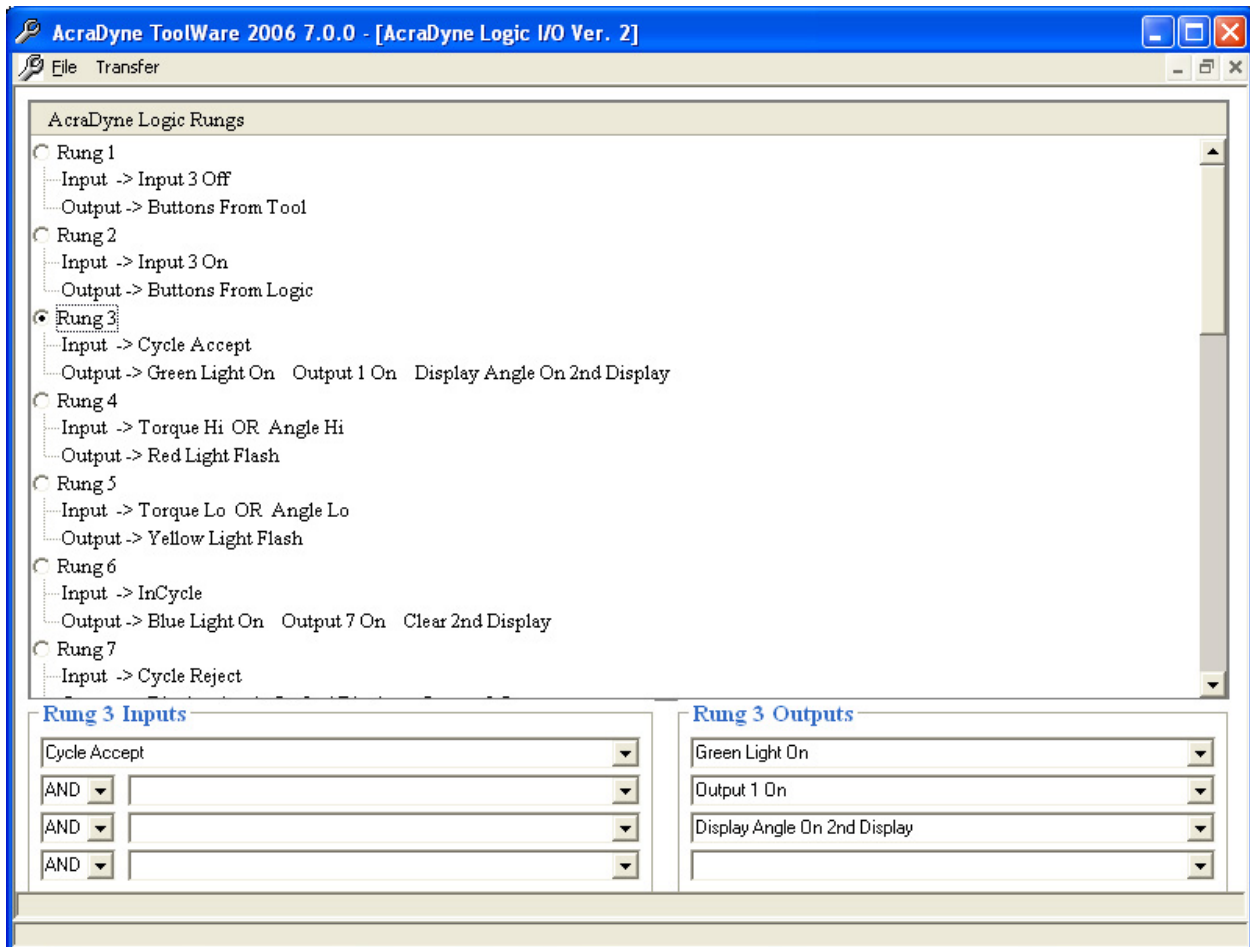 AcraDyne ToolWare 2006 7.0.0 - [AcraDyne Logic I/O Ver. 2]
File Transfer
AcraDyne Logic Rungs
Rung 1
Input -> Input 3 Off
Output -> Buttons From Tool
Rung 2
Input -> Input 3 On
Output -> Buttons From Logic
Rung 3
Input -> Cycle Accept
Output -> Green Light On Output 1 On Display Angle On 2nd Display
Rung 4
Input -> Torque Hi OR Angle Hi
Output -> Red Light Flash
Rung 5
Input -> Torque Lo OR Angle Lo
Output -> Yellow Light Flash
Rung 6
Input -> InCycle
Output -> Blue Light On Output 7 On Clear 2nd Display
Rung 7
Input -> Cycle Reject
Rung 3 Inputs
Cycle Accept
AND
AND
AND
Rung 3 Outputs
Green Light On
Output 1 On
Display Angle On 2nd Display